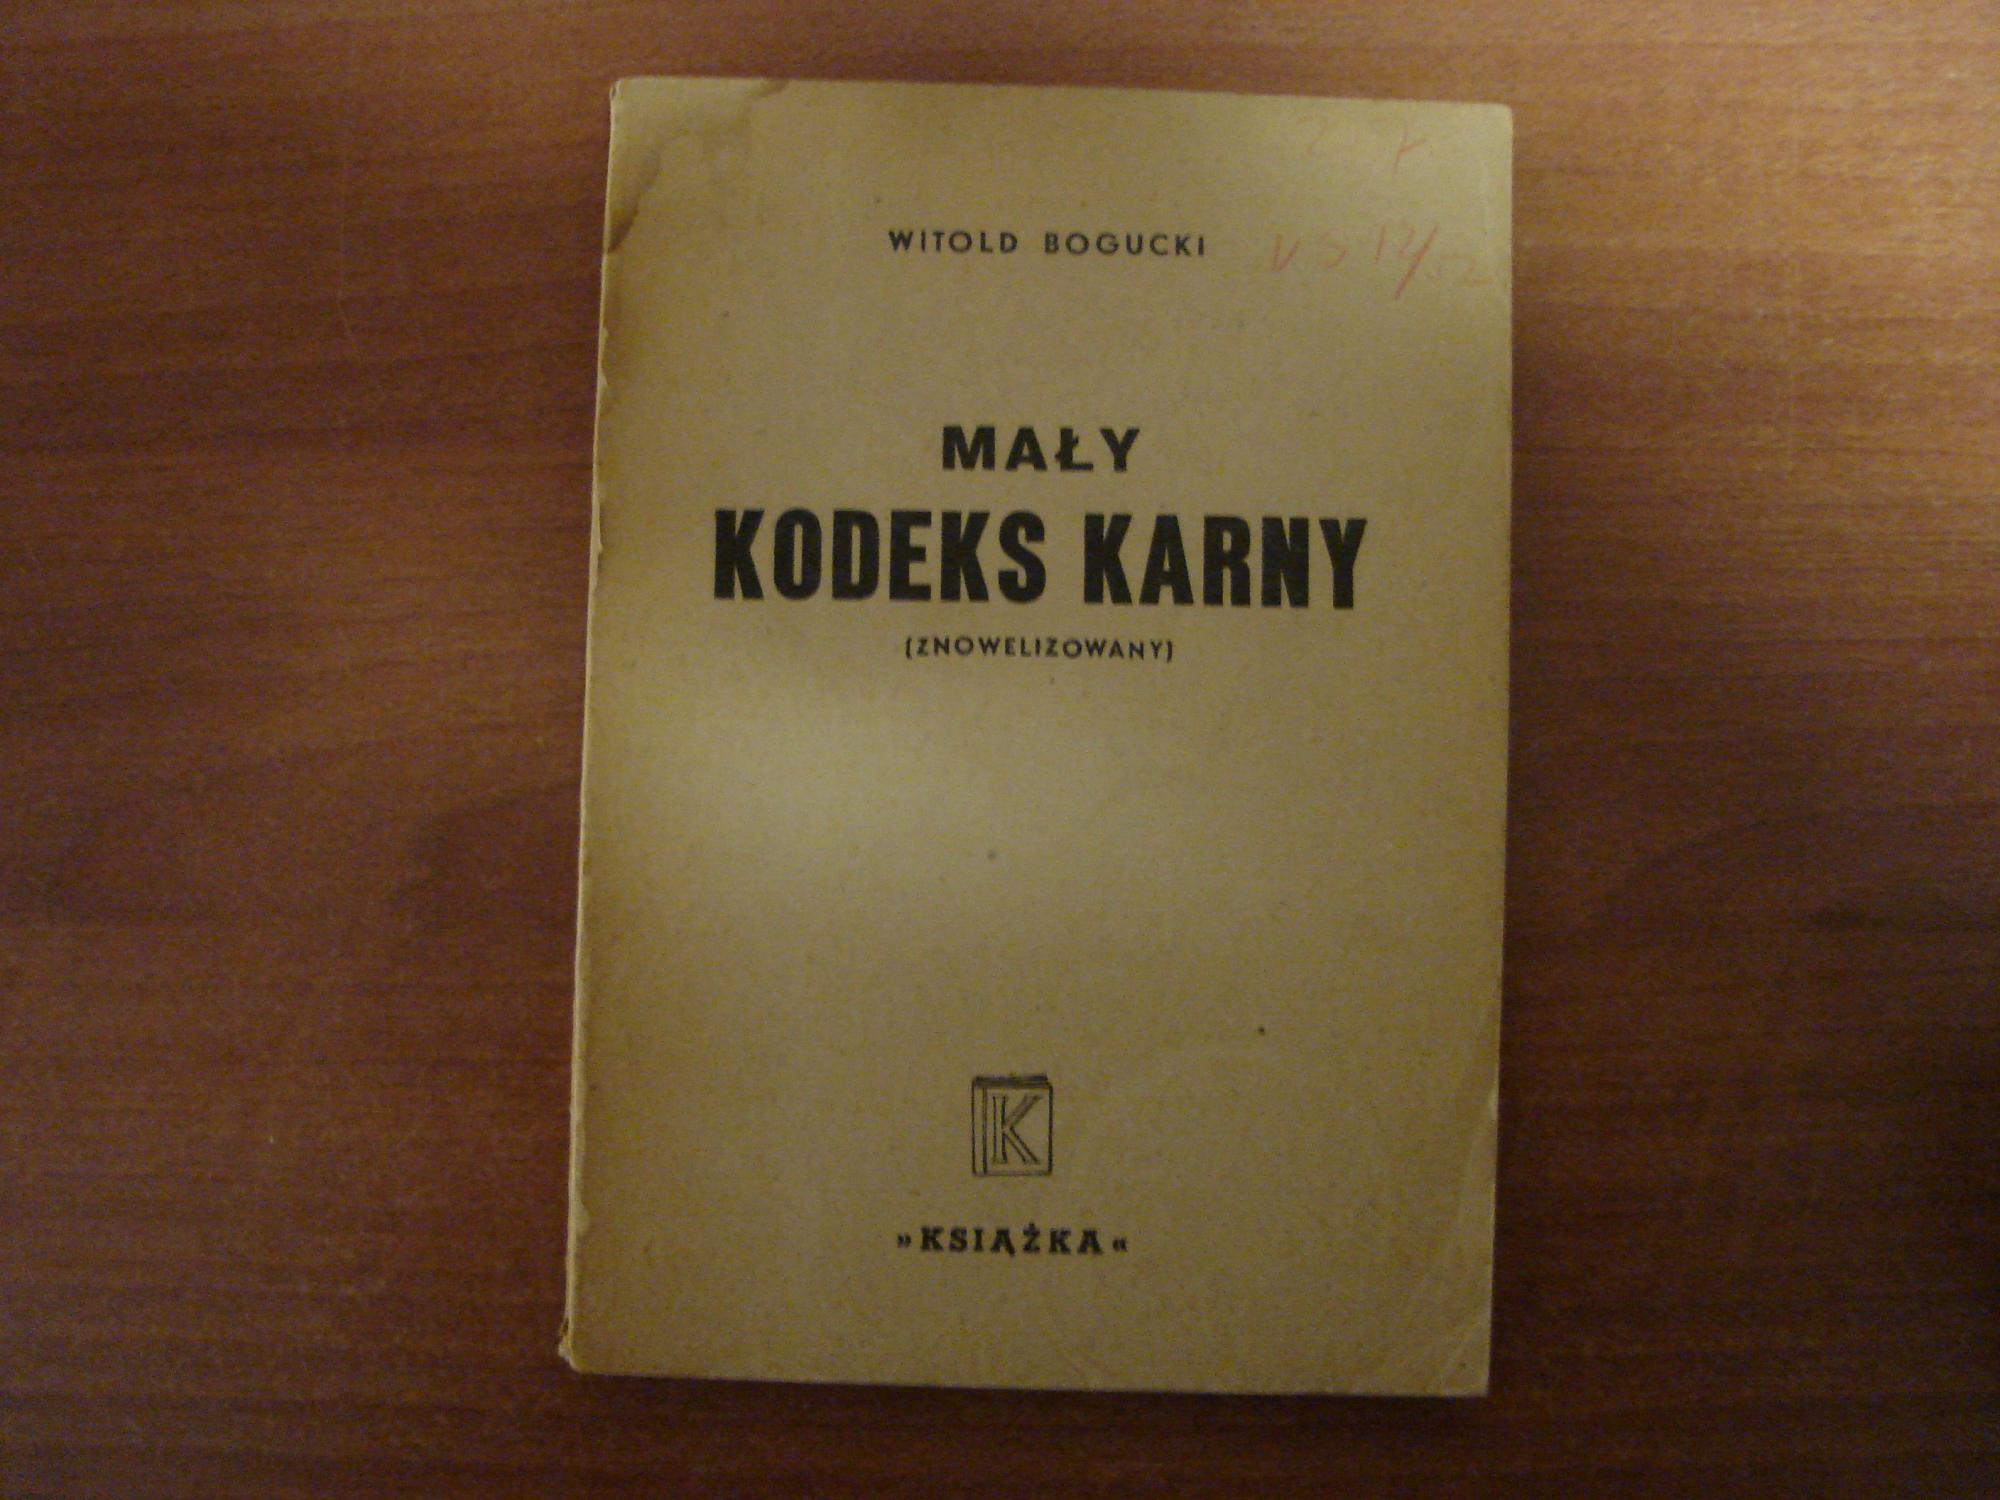 WITOLD BOGUCKI
MAŁY
KODEKS KARNY
(ZNOWELIZOWANY)
K
»KSIĄŻKA«